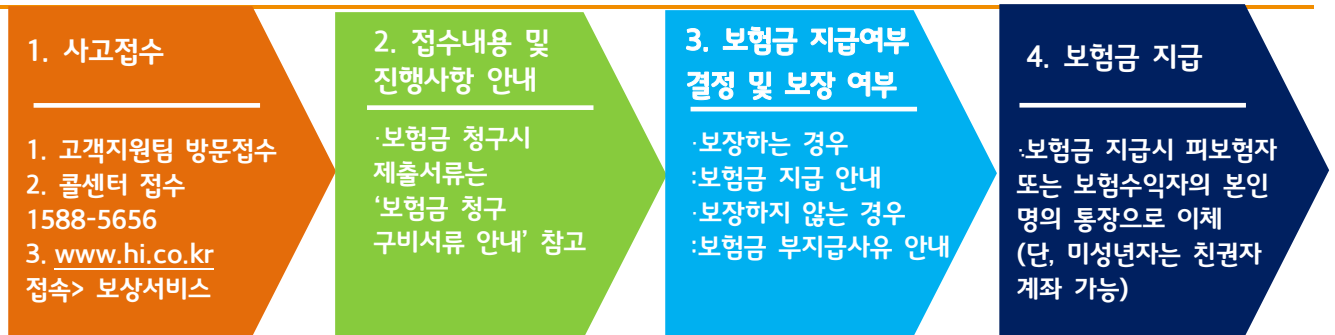 1. 사고접수
1. 고객지원팀 방문접수
2. 콜센터 접수
1588-5656
3. www.hi.co.kr
접속> 보상서비스
2. 접수내용 및
진행사항 안내
·보험금 청구시
제출서류는
‘보험금 청구
구비서류 안내’ 참고
3. 보험금 지급여부
결정 및 보장 여부
·보장하는 경우
:보험금 지급 안내
·보장하지 않는 경우
:보험금 부지급사유 안내
4. 보험금 지급
·보험금 지급시 피보험자
또는 보험수익자의 본인
명의 통장으로 이체
(단, 미성년자는 친권자
계좌 가능)